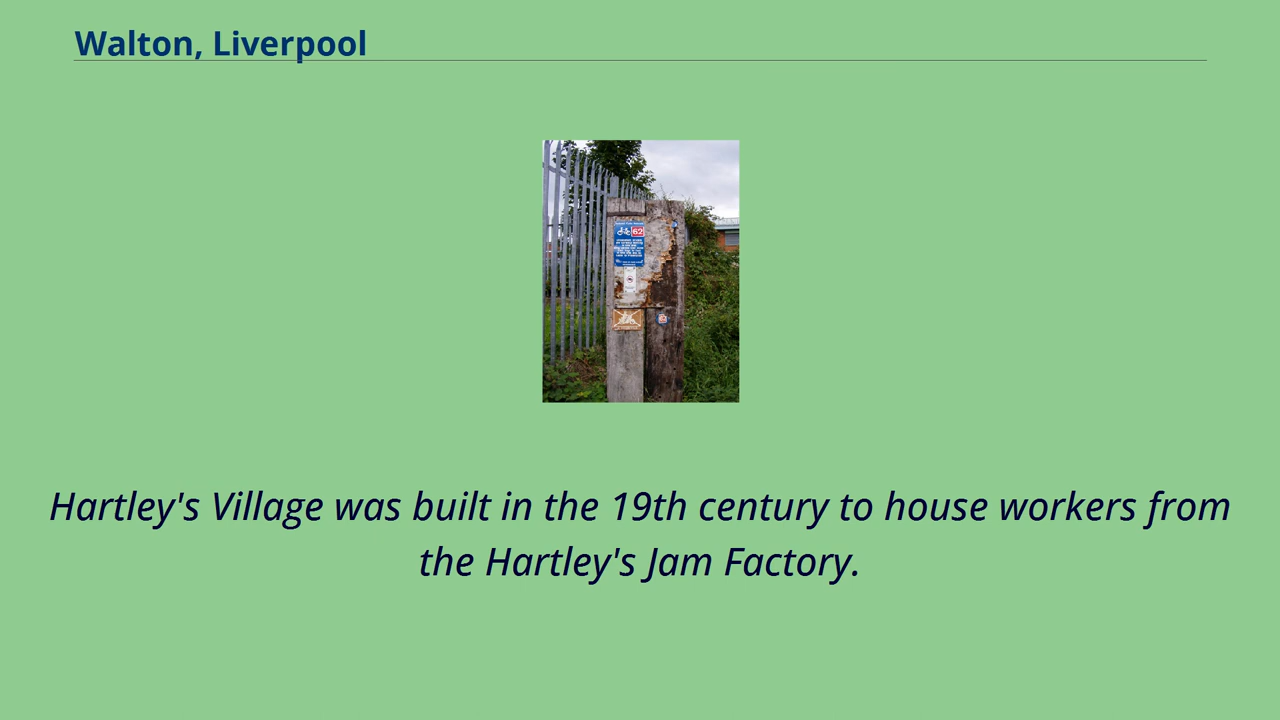 Walton, Liverpool
62
Hartley's Village was built in the 19th century to house workers from
the Hartley's Jam Factory.